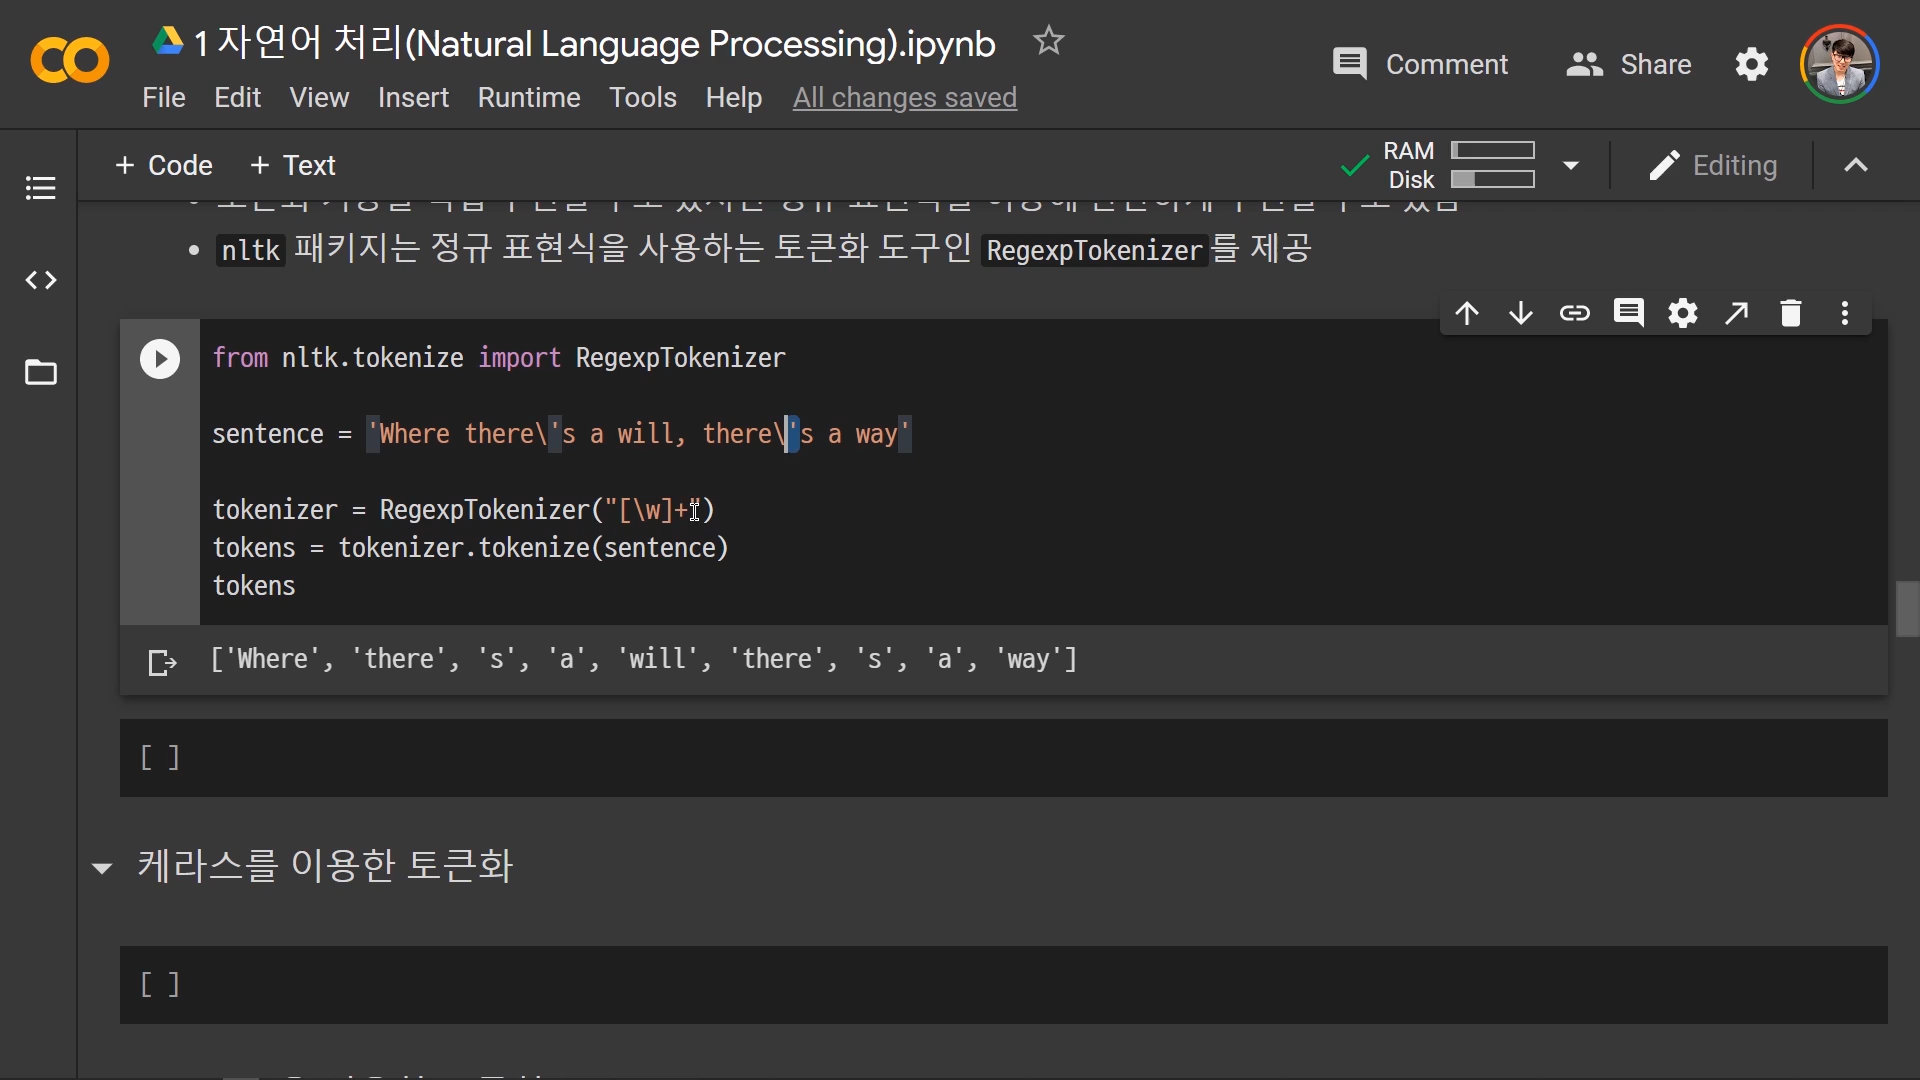 1 자연어 처리(Natural Language Processing).ipynb
Comment
Share
File Edit View Insert Runtime Tools Help All changes saved
+ Code + Text
RAM
Disk
Editing
nltk 패키지는 정규 표현식을 사용하는 토큰화 도구인 RegexpTokenizer를 제공
from nltk.tokenize import RegexpTokenizer
sentence = 'Where there\'s a will, there\'s a way'
tokenizer = RegexpTokenizer("[\w]+")
tokens = tokenizer.tokenize(sentence)
tokens
['Where', 'there', 's', 'a', 'will', 'there', 's', 'a', 'way']
[ ]
케라스를 이용한 토큰화
[ ]